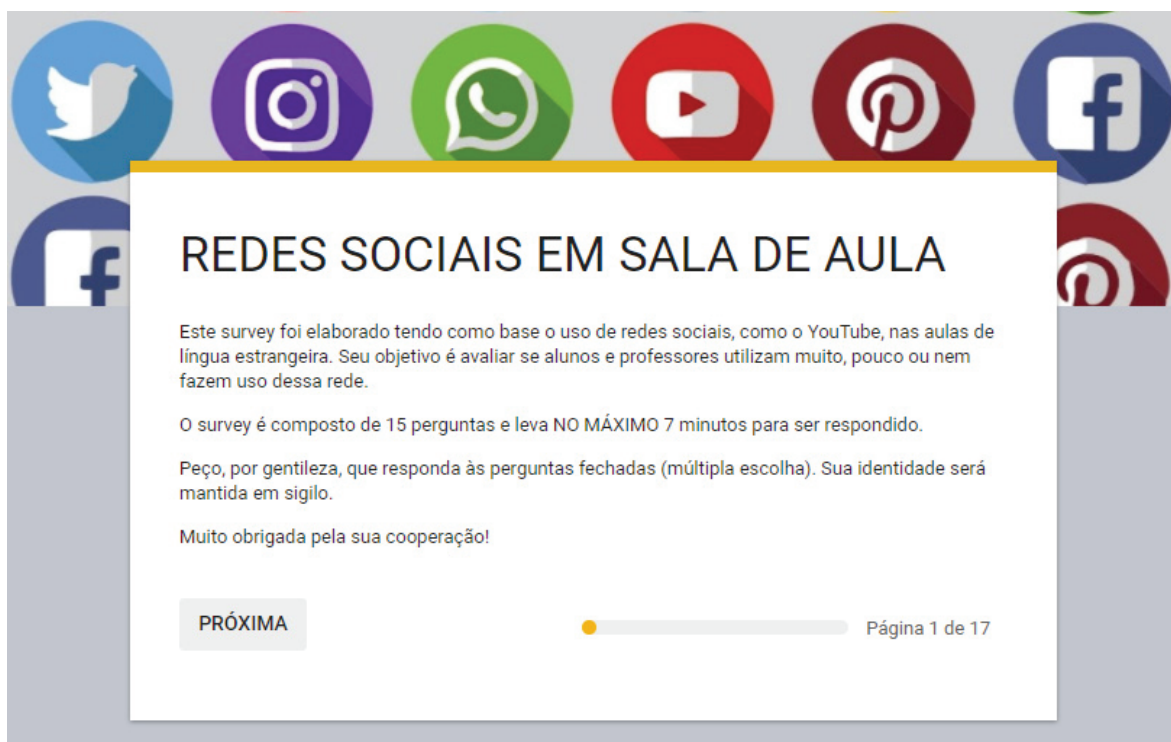 REDES SOCIAIS EM SALA DE AULA
Este survey foi elaborado tendo como base o uso de redes sociais, como o YouTube, nas aulas de
língua estrangeira. Seu objetivo é avaliar se alunos e professores utilizam muito, pouco ou nem
fazem uso dessa rede.
O survey é composto de 15 perguntas e leva NO MÁXIMO 7 minutos para ser respondido.
Peço, por gentileza, que responda às perguntas fechadas (múltipla escolha). Sua identidade será
mantida em sigilo.
Muito obrigada pela sua cooperação!
PRÓXIMA
Página 1 de 17